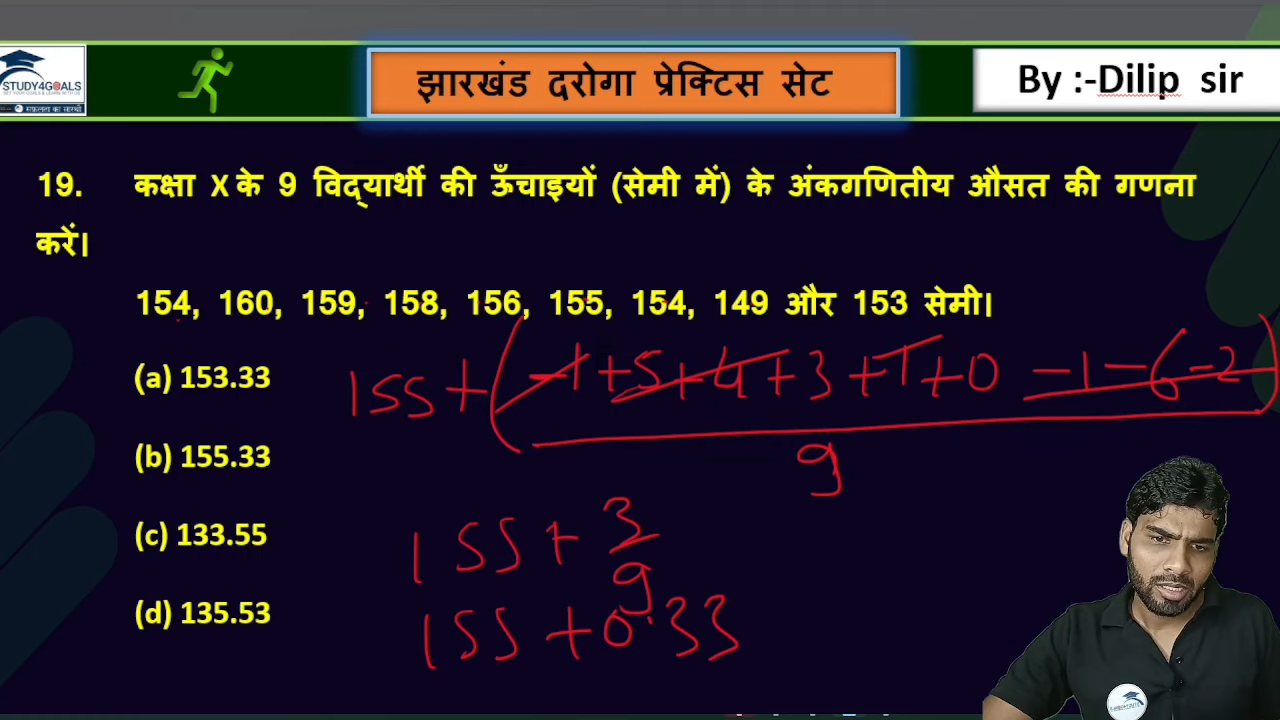 STUDY4GOALS
सफलता का सारथी
झारखंड दरोगा प्रेक्टिस सेट
By :-Dilip sir
19. कक्षा X के 9 विद्यार्थी की ऊँचाइयों (सेमी में) के अंकगणितीय औसत की गणना
करें।
154, 160, 159, 158, 156, 155, 154, 149 और 153 सेमी।
(a) 153.33
155+(-1+5+4+3+1+0-1-6-2)
9
(b) 155.33
(c) 133.55
155+3
9
(d) 135.53
155+0.33